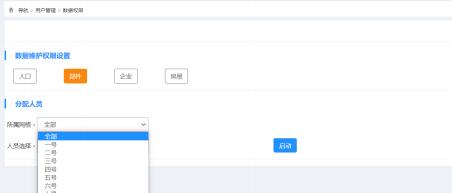 导航 > 用户管理 > 数据权限
数据维护权限设置
人口 部件 企业 房屋
分配人员
所属网格： 全部
全部
一号
人员选择： 启动
二号
三号
四号
五号
六号